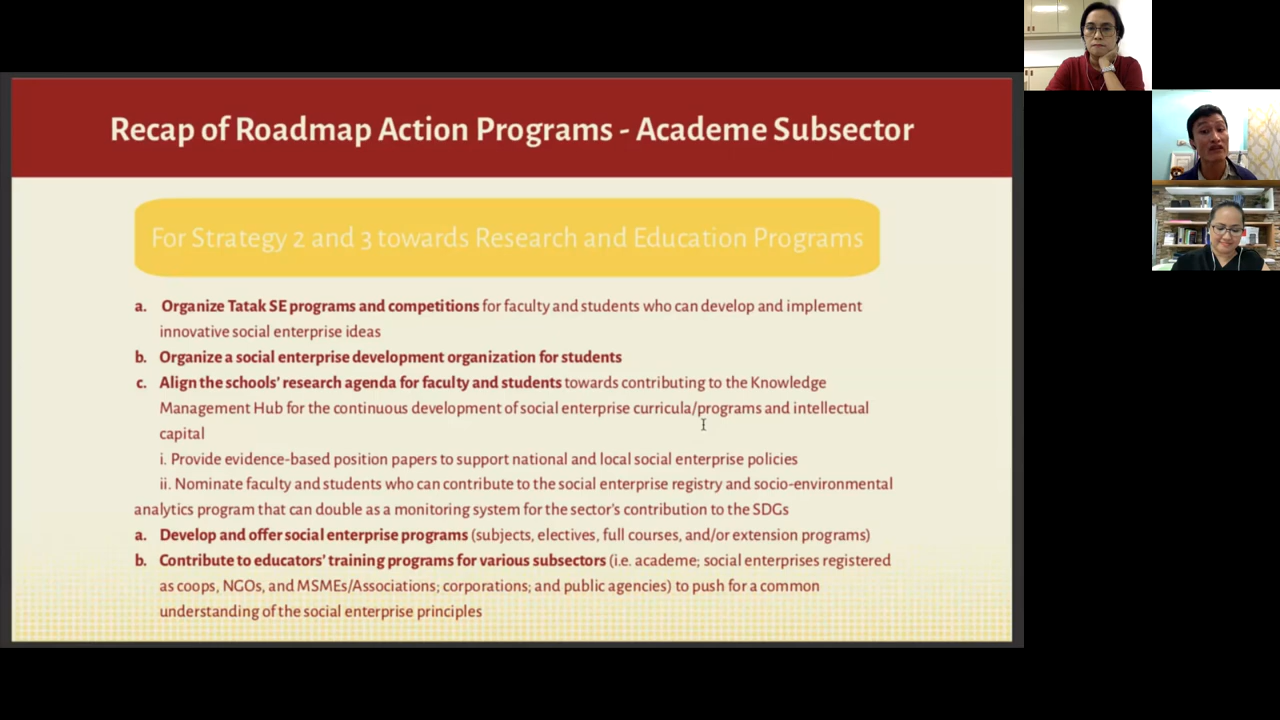 Recap of Roadmap Action Programs - Academe Subsector
For Strategy 2 and 3 towards Research and Education Programs
a. Organize Tatak SE programs and competitions for faculty and students who can develop and implement
innovative social enterprise ideas
b. Organize a social enterprise development organization for students
c. Align the schools' research agenda for faculty and students towards contributing to the Knowledge
Management Hub for the continuous development of social enterprise curricula/programs and intellectual
capital
i. Provide evidence-based position papers to support national and local social enterprise policies
ii. Nominate faculty and students who can contribute to the social enterprise registry and socio-environmental
analytics program that can double as a monitoring system for the sector's contribution to the SDGs
a. Develop and offer social enterprise programs (subjects, electives, full courses, and/or extension programs)
b. Contribute to educators' training programs for various subsectors (i.e. academe; social enterprises registered
as coops, NGOs, and MSMEs/Associations; corporations; and public agencies) to push for a common
understanding of the social enterprise principles